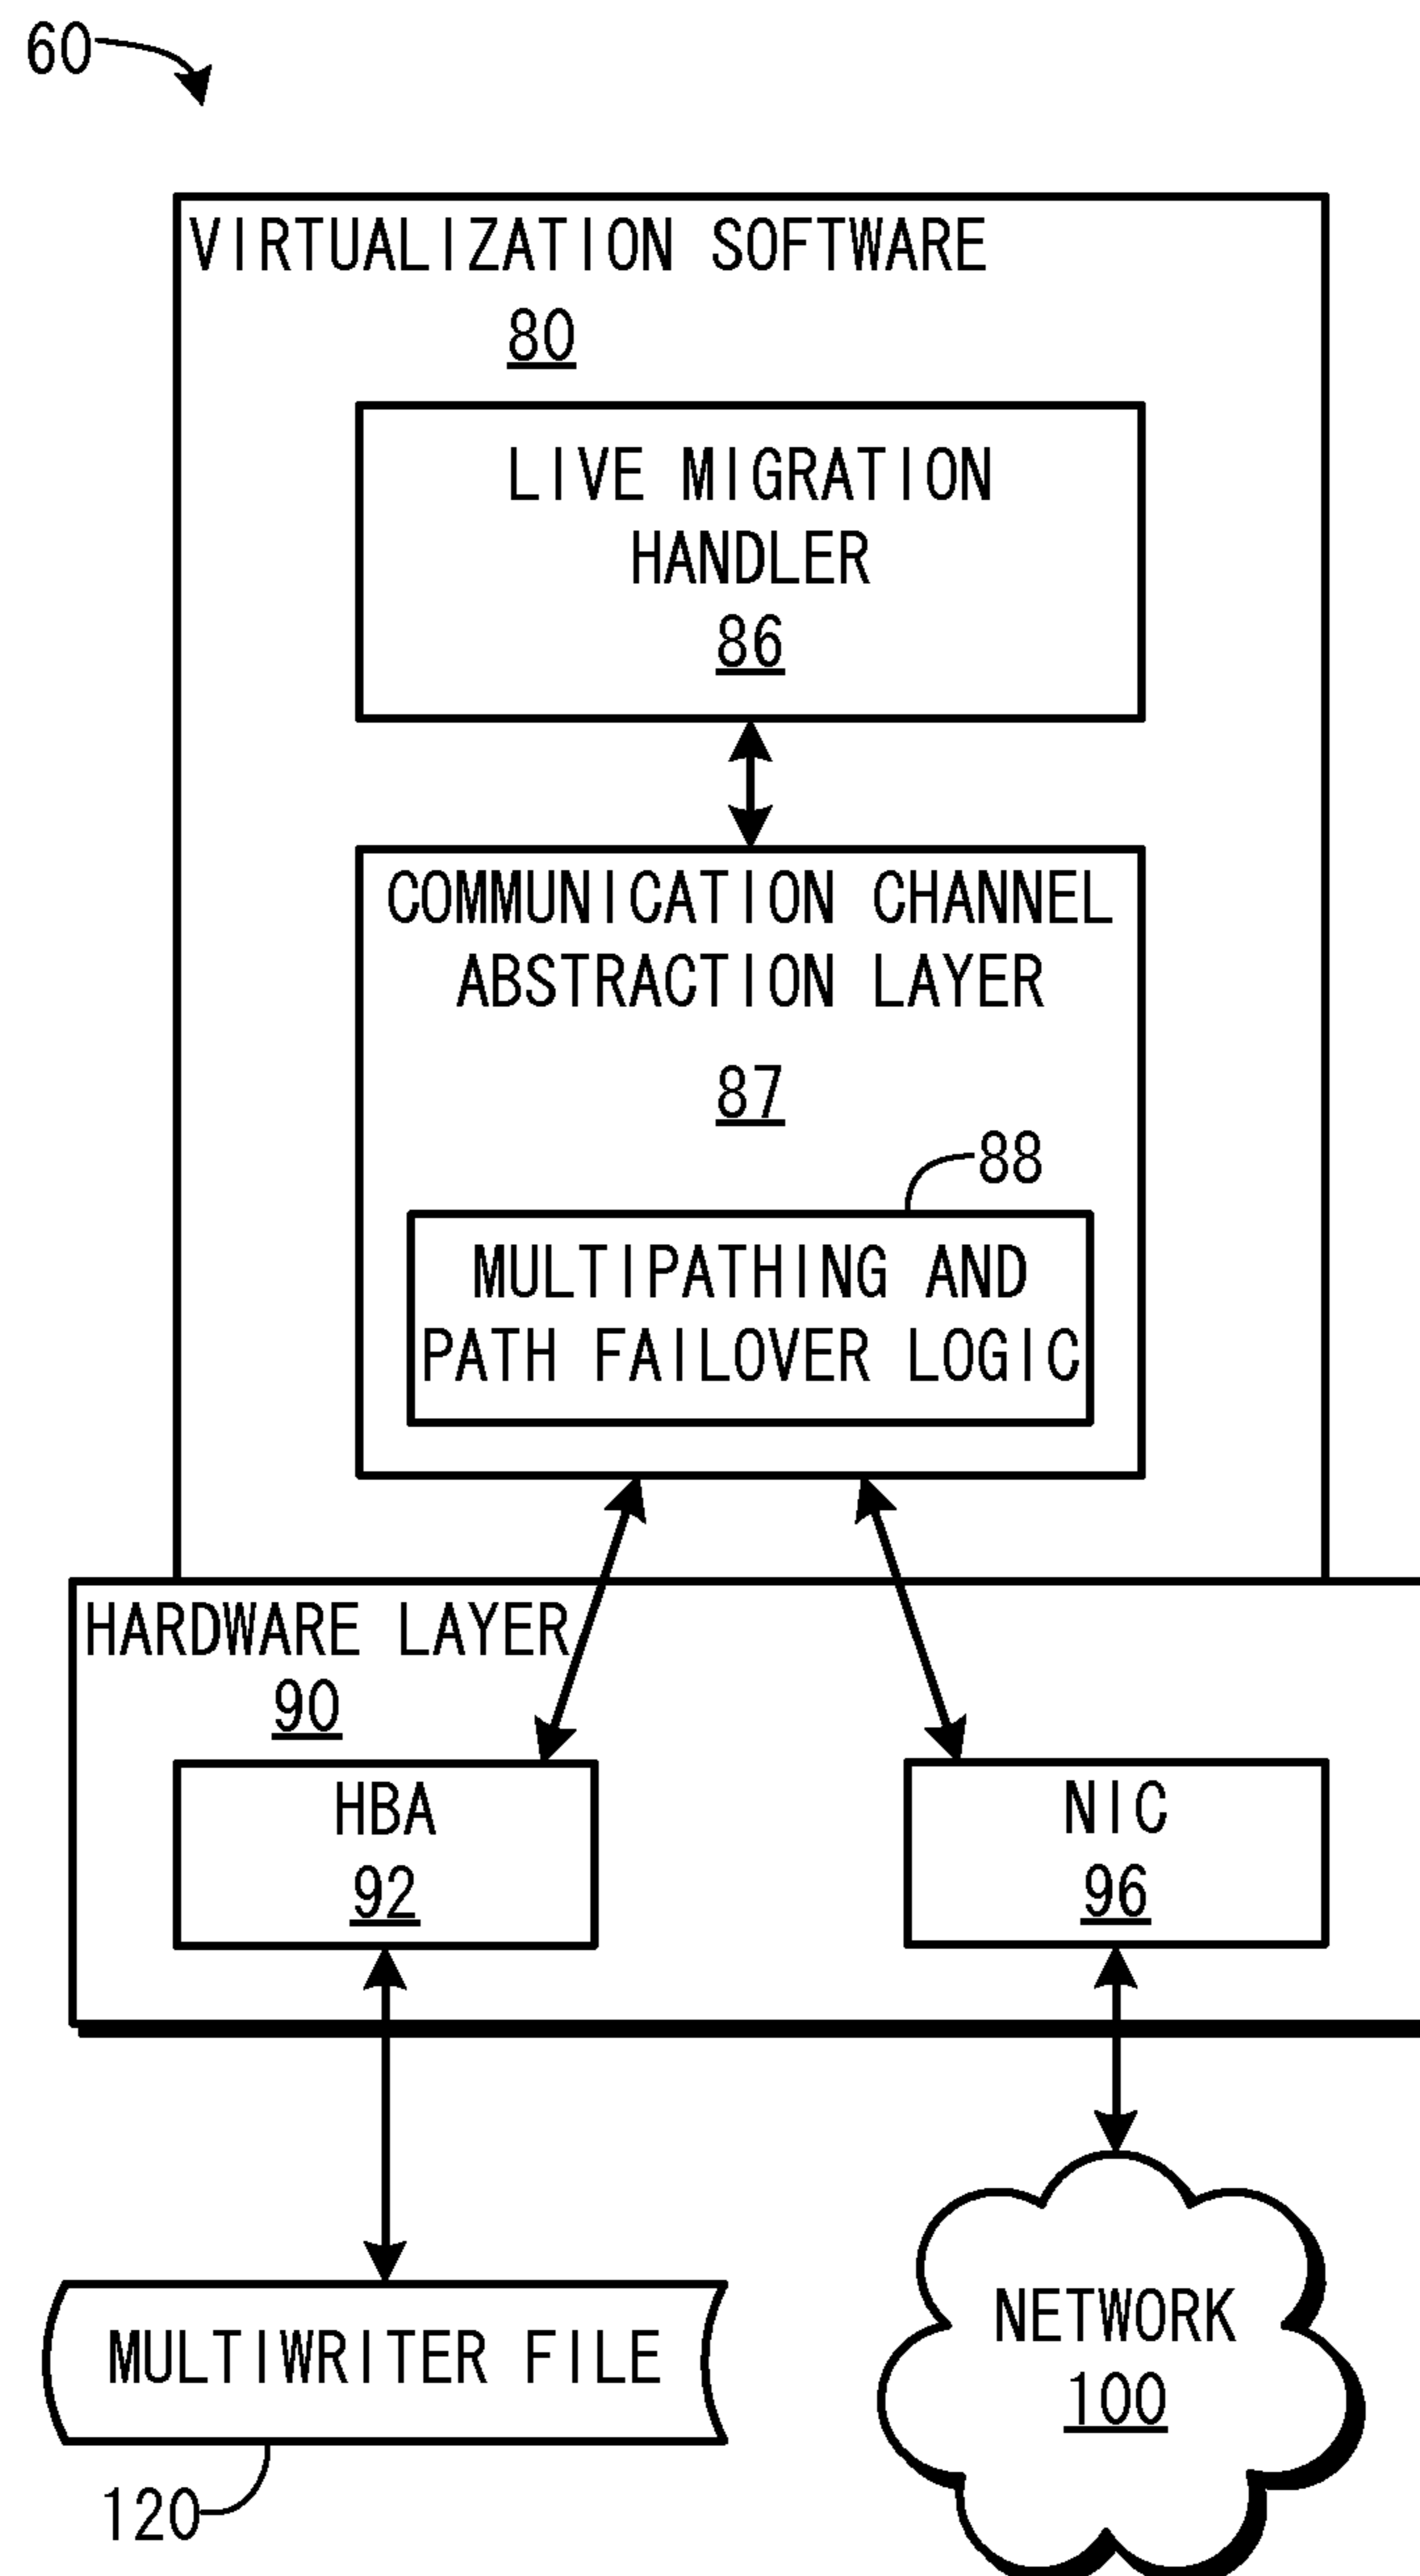 60
VIRTUALIZATION SOFTWARE
80
LIVE MIGRATION
HANDLER
86
COMMUNICATION CHANNEL
ABSTRACTION LAYER
87
88
MULTIPATHING AND
PATH FAILOVER LOGIC
HARDWARE LAYER
90
HBA
92
NIC
96
MULTIWRITER FILE
120
NETWORK
100